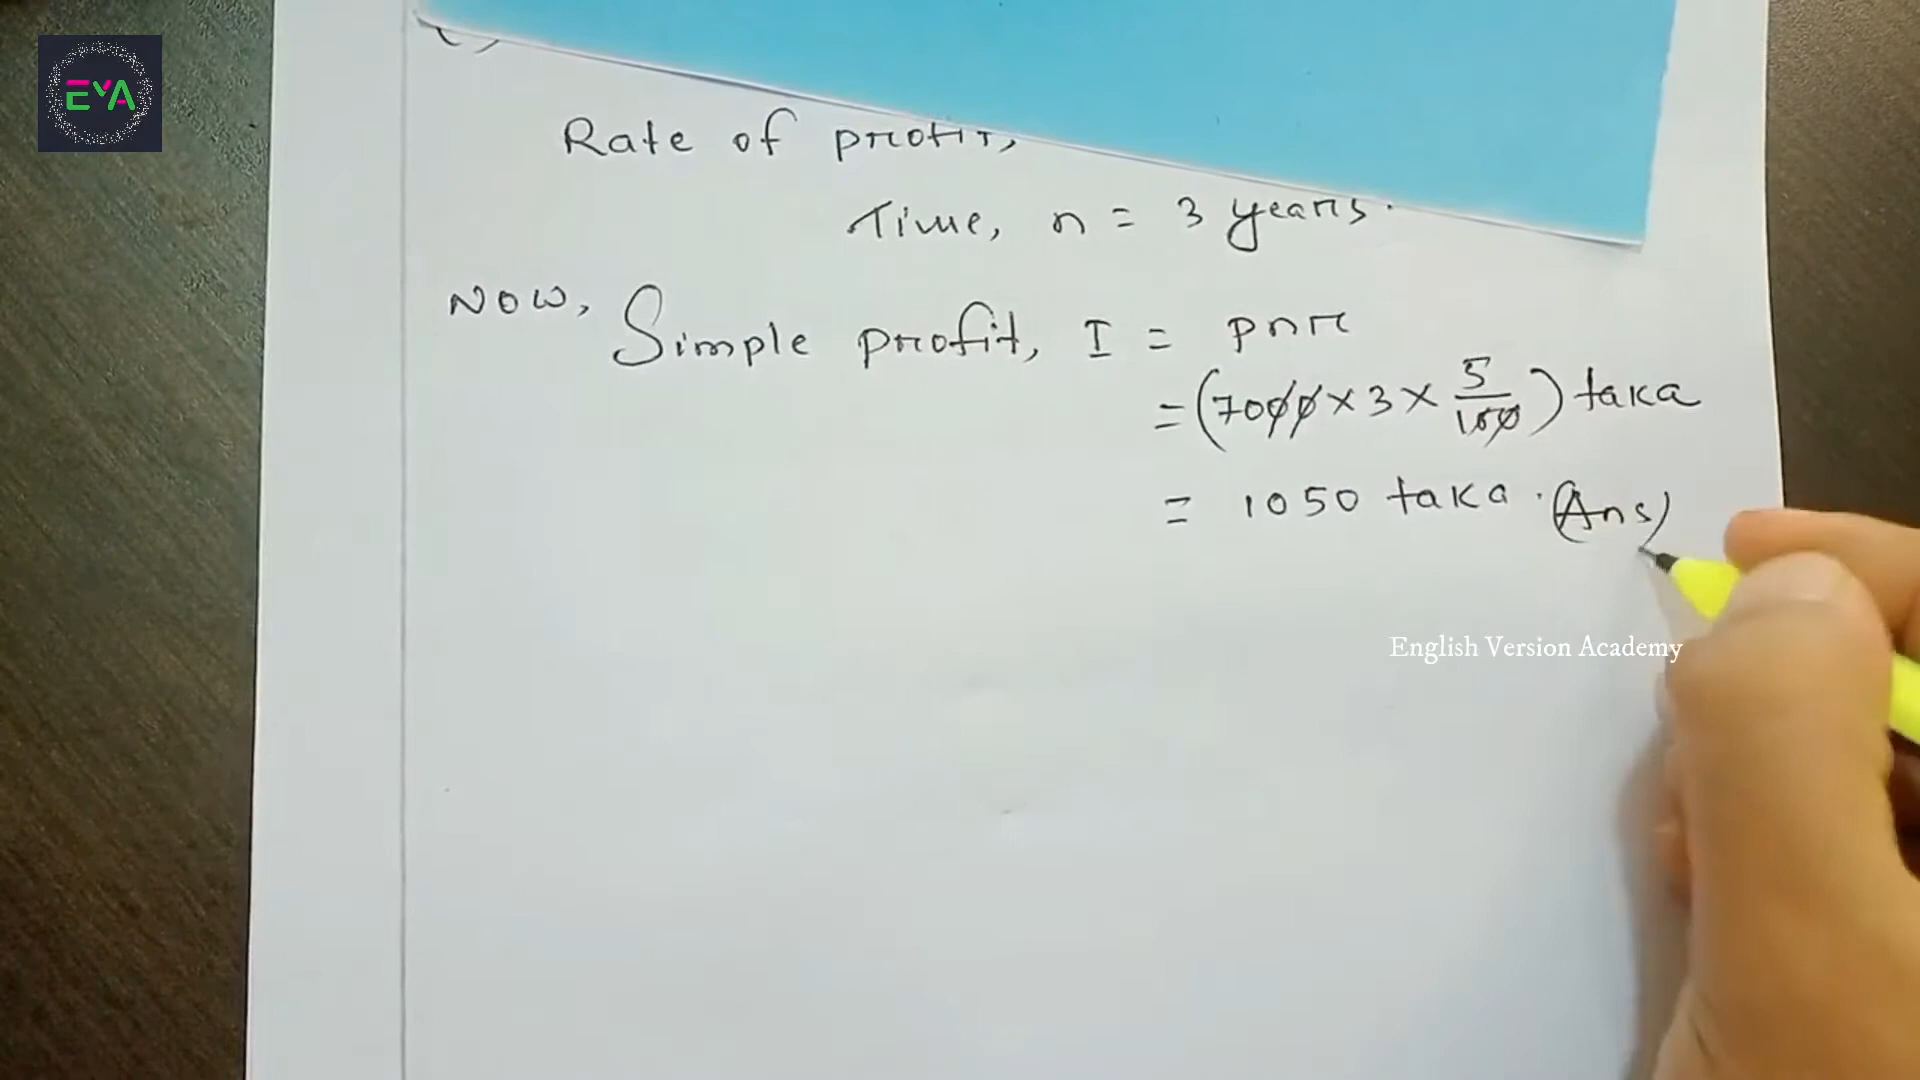 EYA
Rate of profit,
Time, n = 3 years.
Now, Simple profit, I = pnr
= (7000 × 3 × 5/100) taka
= 1050 taka. (Ans)
English Version Academy